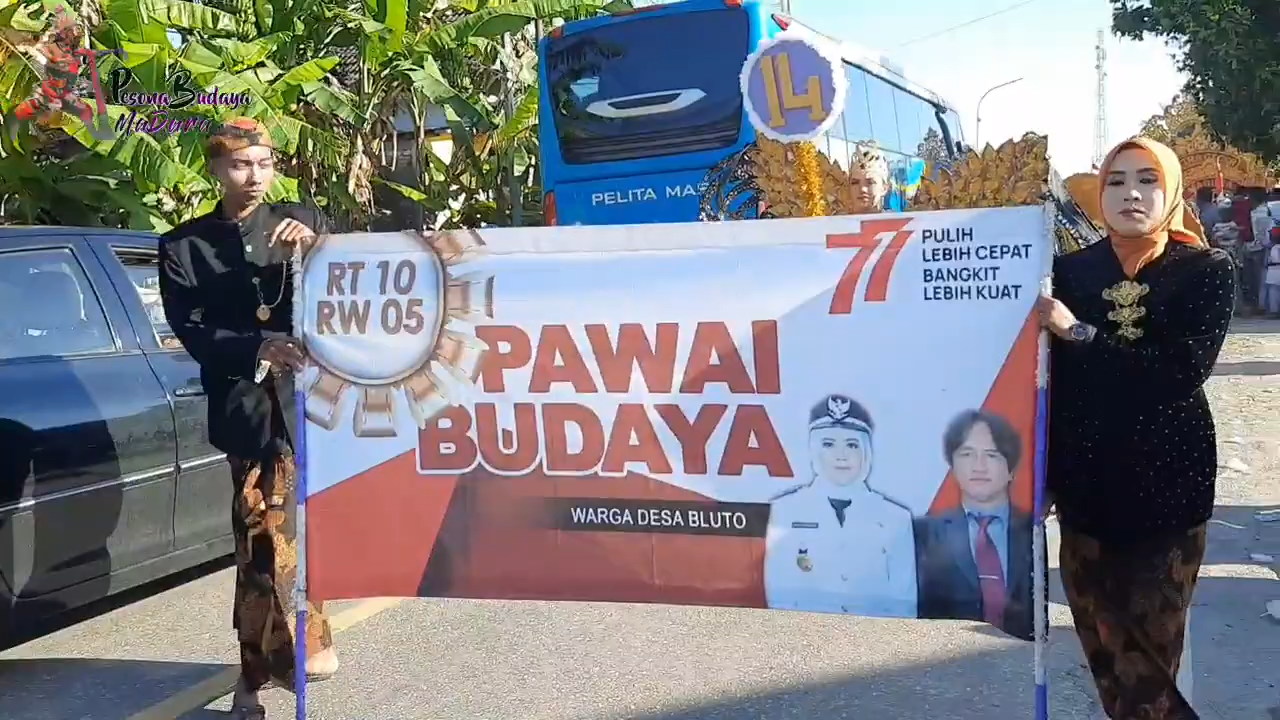 Pesona Budaya
MaDura
14
PELITA MAS
RT 10
RW 05
77
PULIH
LEBIH CEPAT
BANGKIT
LEBIH KUAT
PAWAI
BUDAYA
WARGA DESA BLUTO